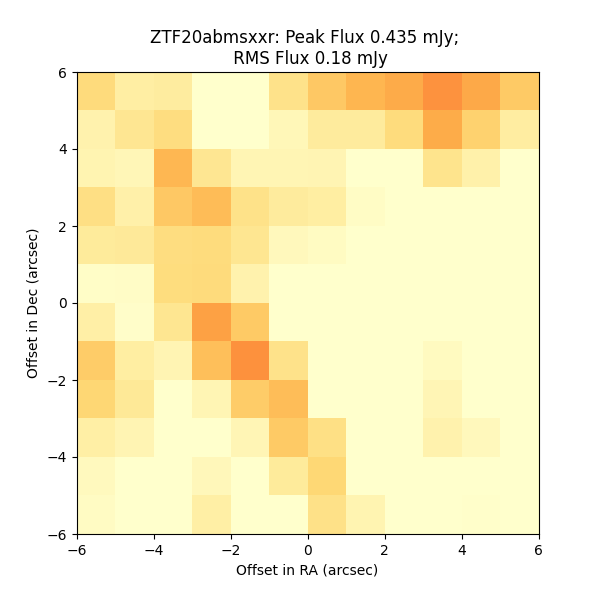 ZTF20abmsxxr: Peak Flux 0.435 mJy;
RMS Flux 0.18 mJy
6
4
2
0
−2
−4
−6
Offset in Dec (arcsec)
−6 −4 −2 0 2 4 6
Offset in RA (arcsec)